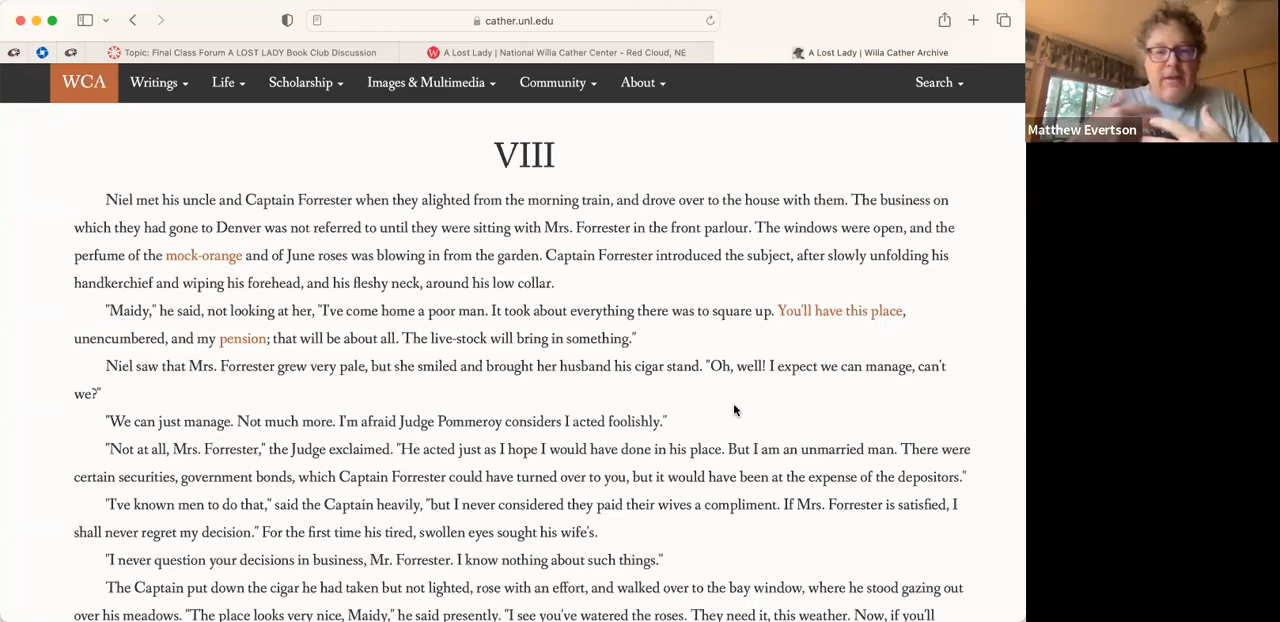 cather.unl.edu
Topic: Final Class Forum A LOST LADY Book Club Discussion
A Lost Lady | National Willa Cather Center - Red Cloud, NE
A Lost Lady | Willa Cather Archive
WCA Writings Life Scholarship Images & Multimedia Community About Search
Matthew Evertson
VIII
Niel met his uncle and Captain Forrester when they alighted from the morning train, and drove over to the house with them. The business on
which they had gone to Denver was not referred to until they were sitting with Mrs. Forrester in the front parlour. The windows were open, and the
perfume of the mock-orange and of June roses was blowing in from the garden. Captain Forrester introduced the subject, after slowly unfolding his
handkerchief and wiping his forehead, and his fleshy neck, around his low collar.
"Maidy," he said, not looking at her, "I've come home a poor man. It took about everything there was to square up. You'll have this place,
unencumbered, and my pension; that will be about all. The live-stock will bring in something."
Niel saw that Mrs. Forrester grew very pale, but she smiled and brought her husband his cigar stand. "Oh, well! I expect we can manage, can't
we?"
"We can just manage. Not much more. I'm afraid Judge Pommeroy considers I acted foolishly."
"Not at all, Mrs. Forrester," the Judge exclaimed. "He acted just as I hope I would have done in his place. But I am an unmarried man. There were
certain securities, government bonds, which Captain Forrester could have turned over to you, but it would have been at the expense of the depositors."
"I've known men to do that," said the Captain heavily, "but I never considered they paid their wives a compliment. If Mrs. Forrester is satisfied, I
shall never regret my decision." For the first time his tired, swollen eyes sought his wife's.
"I never question your decisions in business, Mr. Forrester. I know nothing about such things."
The Captain put down the cigar he had taken but not lighted, rose with an effort, and walked over to the bay window, where he stood gazing out
over his meadows. "The place looks very nice, Maidy," he said presently. "I see you've watered the roses. They need it, this weather. Now, if you'll